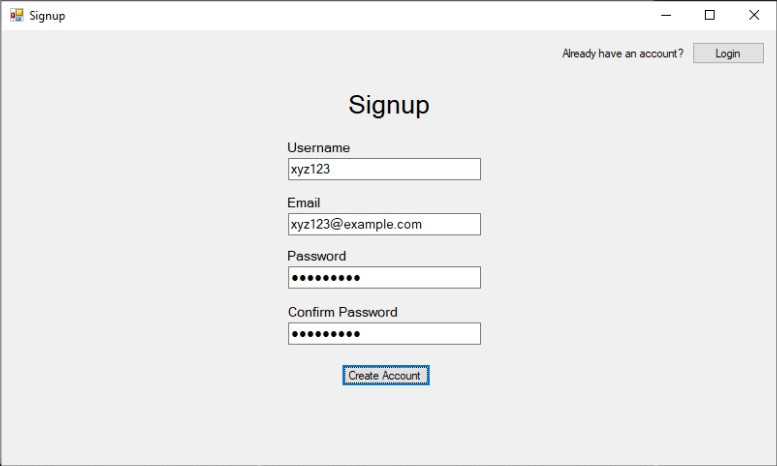 Signup
Already have an account? Login
Signup
Username
xyz123
Email
xyz123@example.com
Password
●●●●●●●●●
Confirm Password
●●●●●●●●●
Create Account